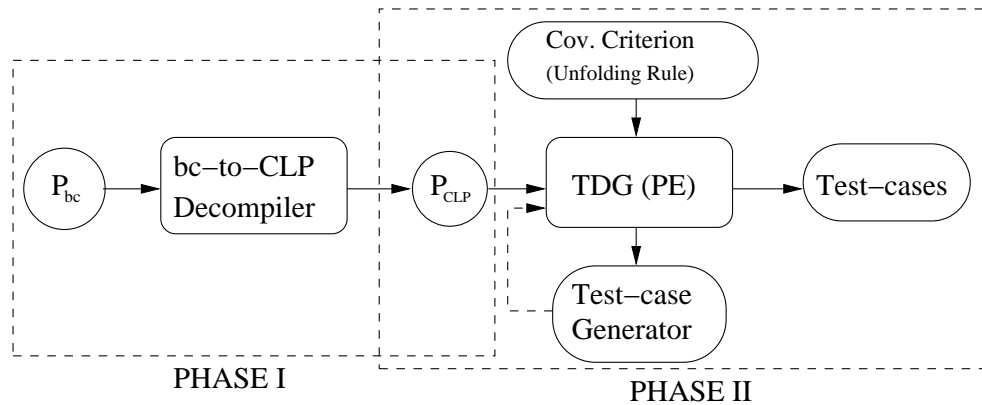 Cov. Criterion
(Unfolding Rule)
P_bc
bc−to−CLP
Decompiler
P_CLP
TDG (PE)
Test−cases
Test−case
Generator
PHASE I
PHASE II